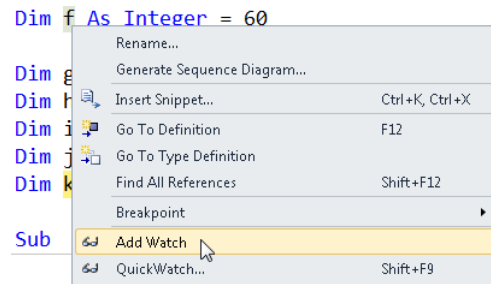 Dim f As Integer = 60
Rename...
Generate Sequence Diagram...
Dim g
Dim h Insert Snippet... Ctrl+K, Ctrl+X
Dim i Go To Definition F12
Dim j Go To Type Definition
Dim k Find All References Shift+F12
Breakpoint
Sub Add Watch
QuickWatch... Shift+F9